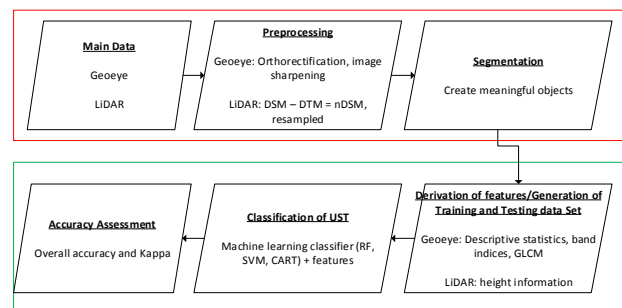 Main Data
Geoeye
LiDAR
Preprocessing
Geoeye: Orthorectification, image
sharpening
LiDAR: DSM – DTM = nDSM,
resampled
Segmentation
Create meaningful objects
Derivation of features/Generation of
Training and Testing data Set
Geoeye: Descriptive statistics, band
indices, GLCM
LiDAR: height information
Classification of UST
Machine learning classifier (RF,
SVM, CART) + features
Accuracy Assessment
Overall accuracy and Kappa